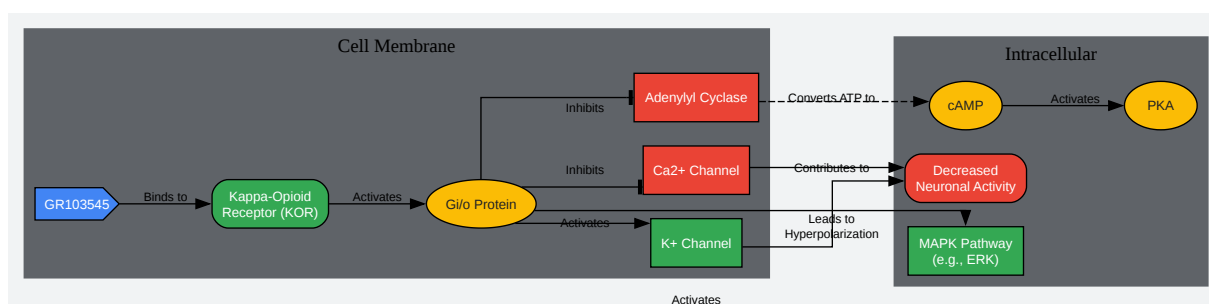 Cell Membrane
Intracellular
Adenylyl Cyclase
Converts ATP to
cAMP
Activates
PKA
Inhibits
Inhibits
Ca2+ Channel
Contributes to
Decreased
Neuronal Activity
GR103545
Binds to
Kappa-Opioid
Receptor (KOR)
Activates
Gi/o Protein
Activates
K+ Channel
Leads to
Hyperpolarization
MAPK Pathway
(e.g., ERK)
Activates